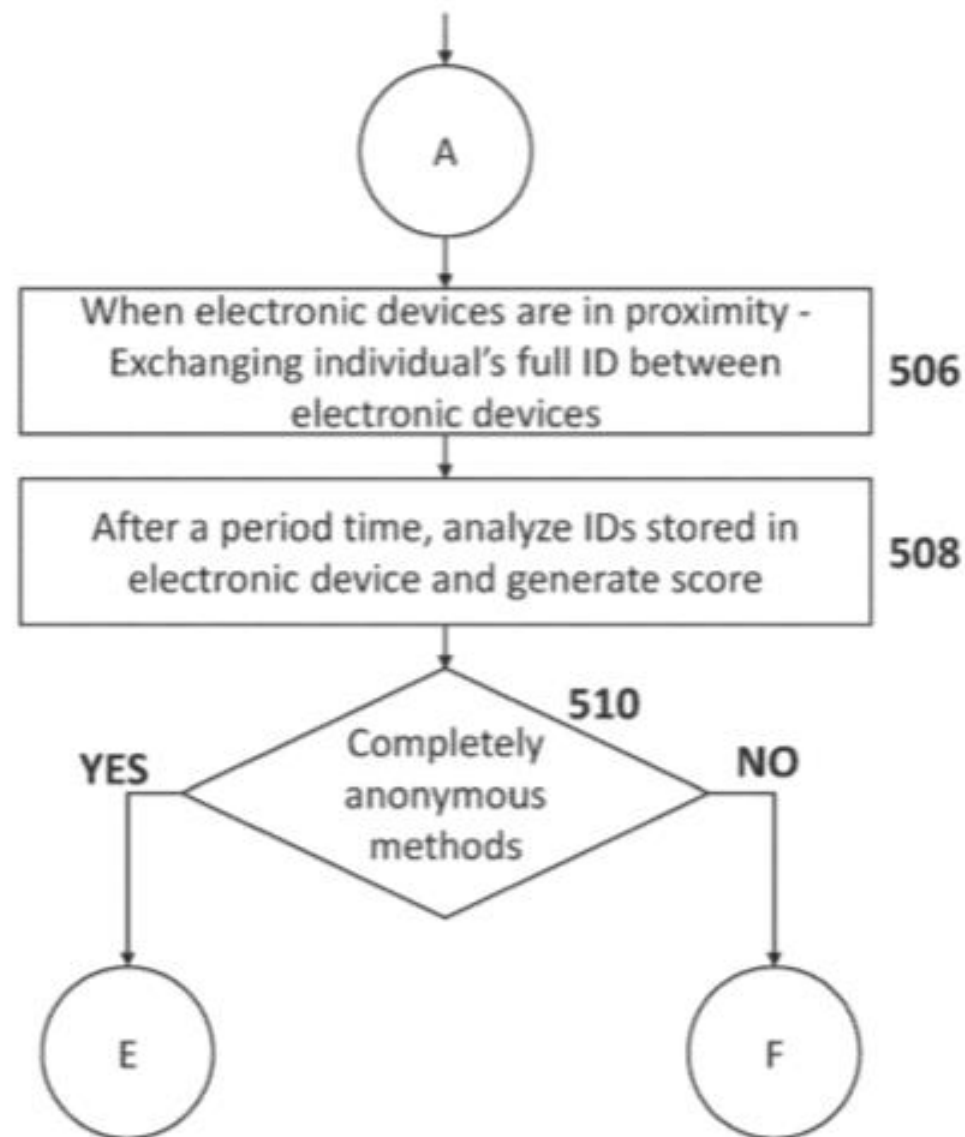 A
When electronic devices are in proximity -
Exchanging individual's full ID between
electronic devices
506
After a period time, analyze IDs stored in
electronic device and generate score
508
510
Completely
anonymous
methods
YES
NO
E
F